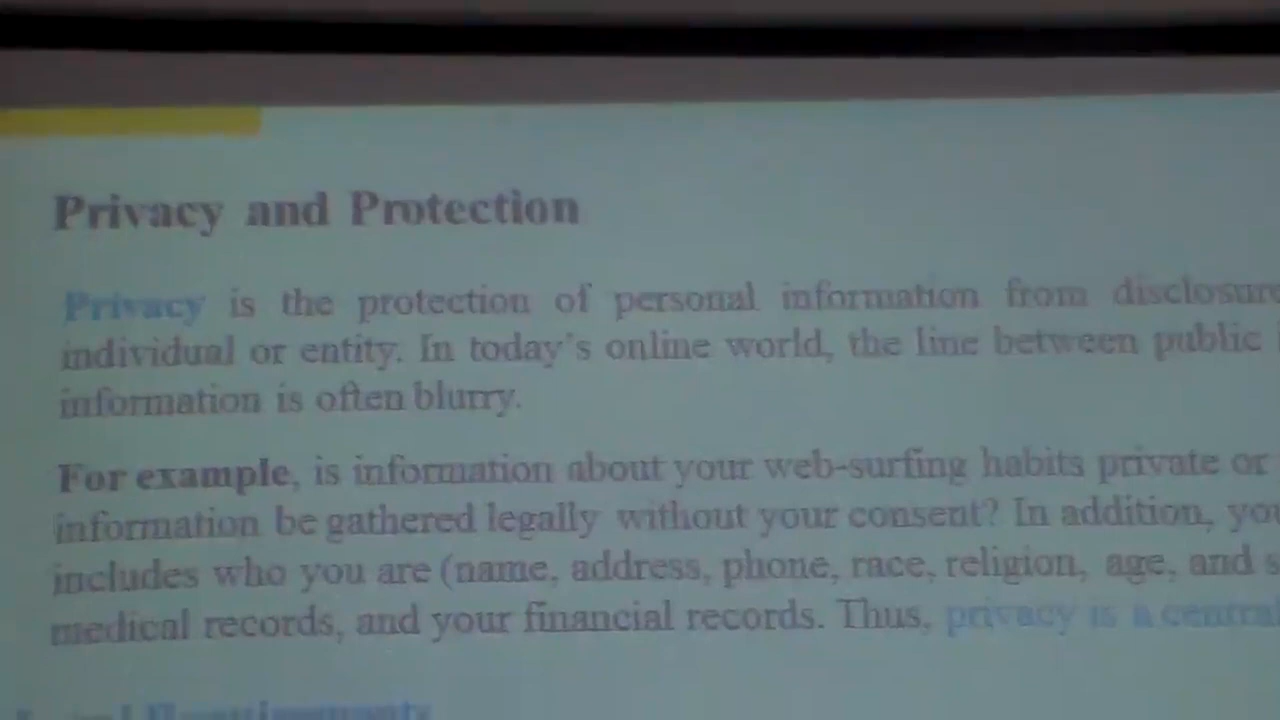 Privacy and Protection
Privacy is the protection of personal information from disclosure
individual or entity. In today's online world, the line between public
information is often blurry.
For example, is information about your web-surfing habits private or
information be gathered legally without your consent? In addition,
includes who you are (name, address, phone, race, religion, age, and
medical records, and your financial records. Thus, privacy is a
Requirements